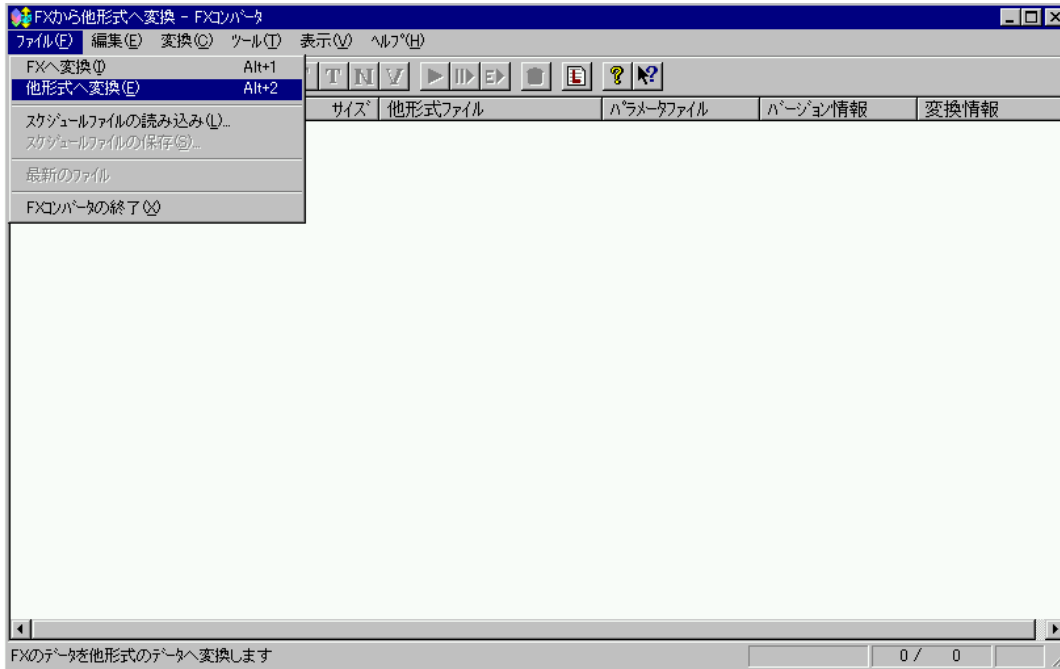 FXから他形式へ変換 - FXｺﾝﾊﾞｰﾀ
ﾌｧｲﾙ(F) 編集(E) 変換(C) ﾂｰﾙ(T) 表示(V) ﾍﾙﾌﾟ(H)
FXへ変換(I) Alt+1
他形式へ変換(E) Alt+2
T N V E
ｻｲｽﾞ 他形式ﾌｧｲﾙ ﾊﾟﾗﾒｰﾀﾌｧｲﾙ ﾊﾞｰｼﾞｮﾝ情報 変換情報
ｽｹｼﾞｭｰﾙﾌｧｲﾙの読み込み(L)...
ｽｹｼﾞｭｰﾙﾌｧｲﾙの保存(S)...
最新のﾌｧｲﾙ
FXｺﾝﾊﾞｰﾀの終了(X)
FXのﾃﾞｰﾀを他形式のﾃﾞｰﾀへ変換します 0 / 0